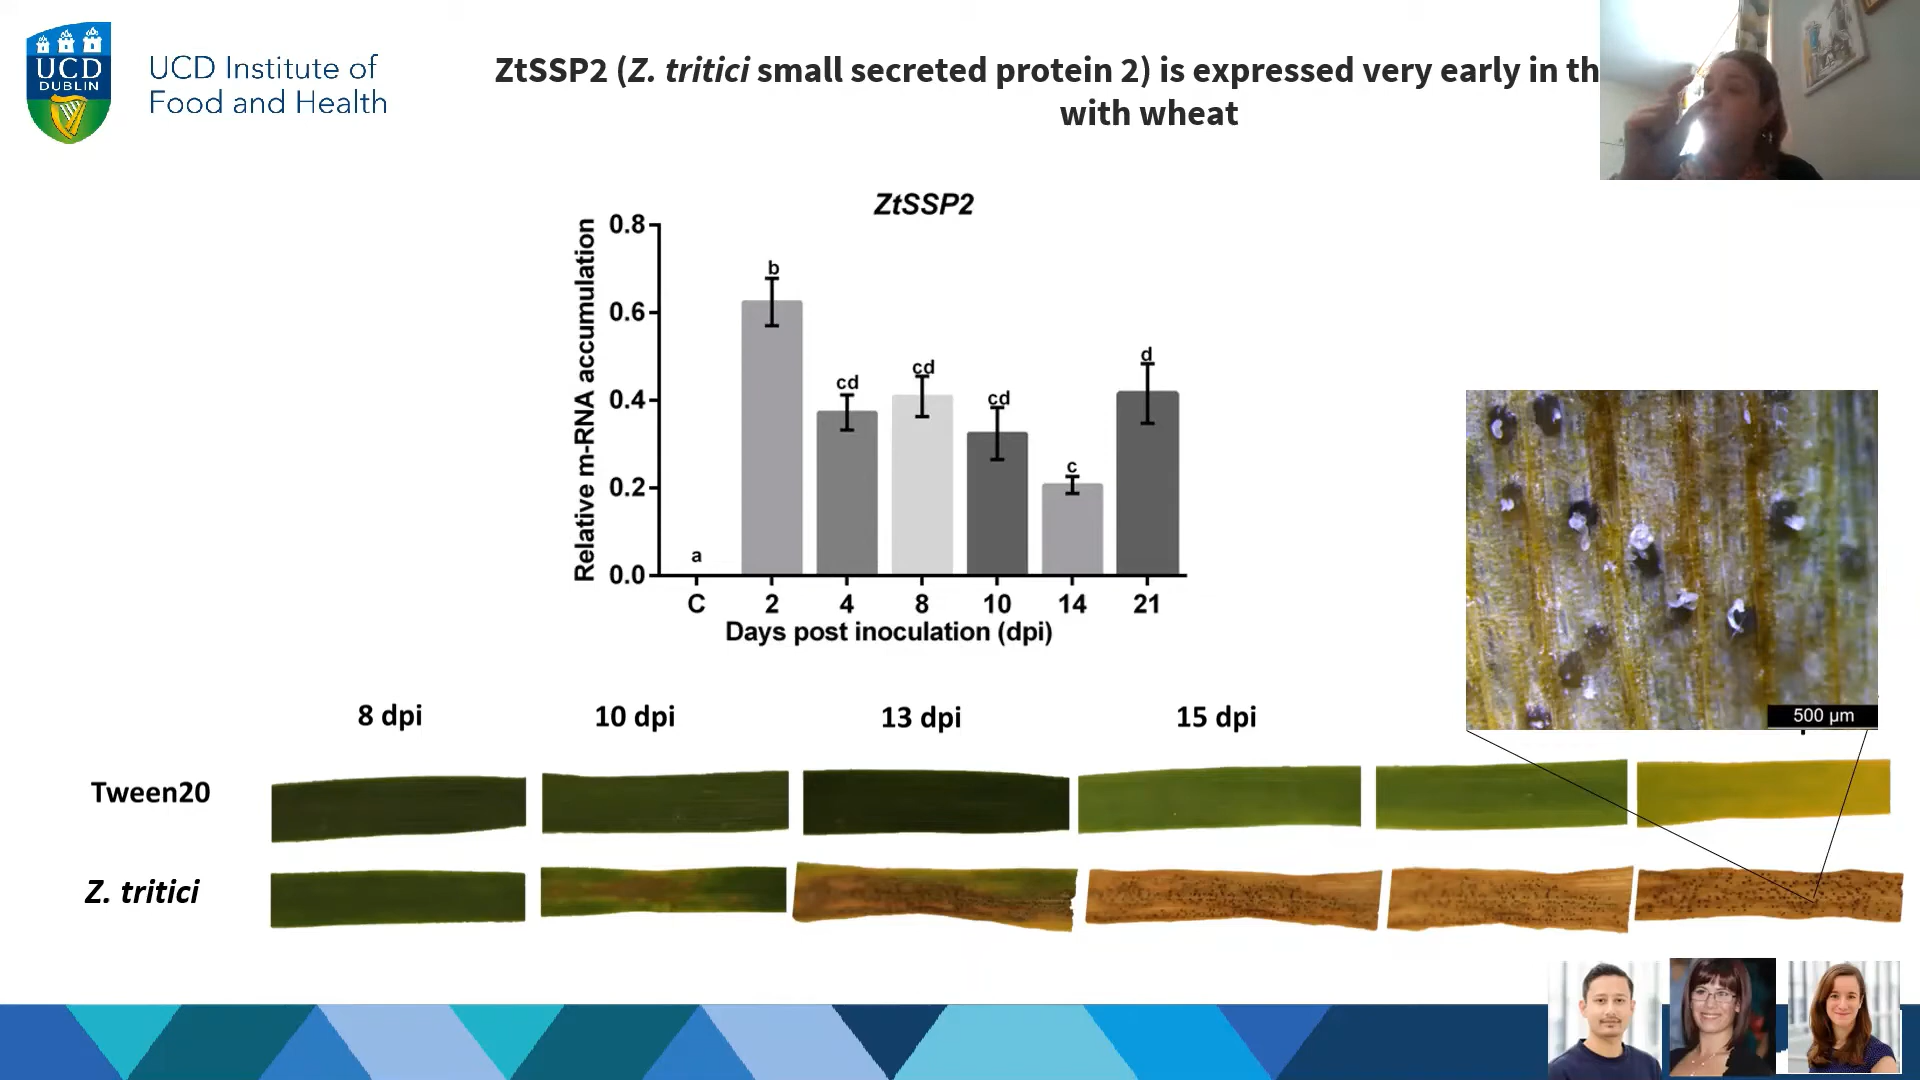 UCD
DUBLIN
UCD Institute of
Food and Health
ZtSSP2 (Z. tritici small secreted protein 2) is expressed very early in th
with wheat
ZtSSP2
Relative m-RNA accumulation
0.8
0.6
0.4
0.2
0.0
a
b
cd
cd
cd
c
d
C 2 4 8 10 14 21
Days post inoculation (dpi)
500 µm
8 dpi 10 dpi 13 dpi 15 dpi
Tween20
Z. tritici